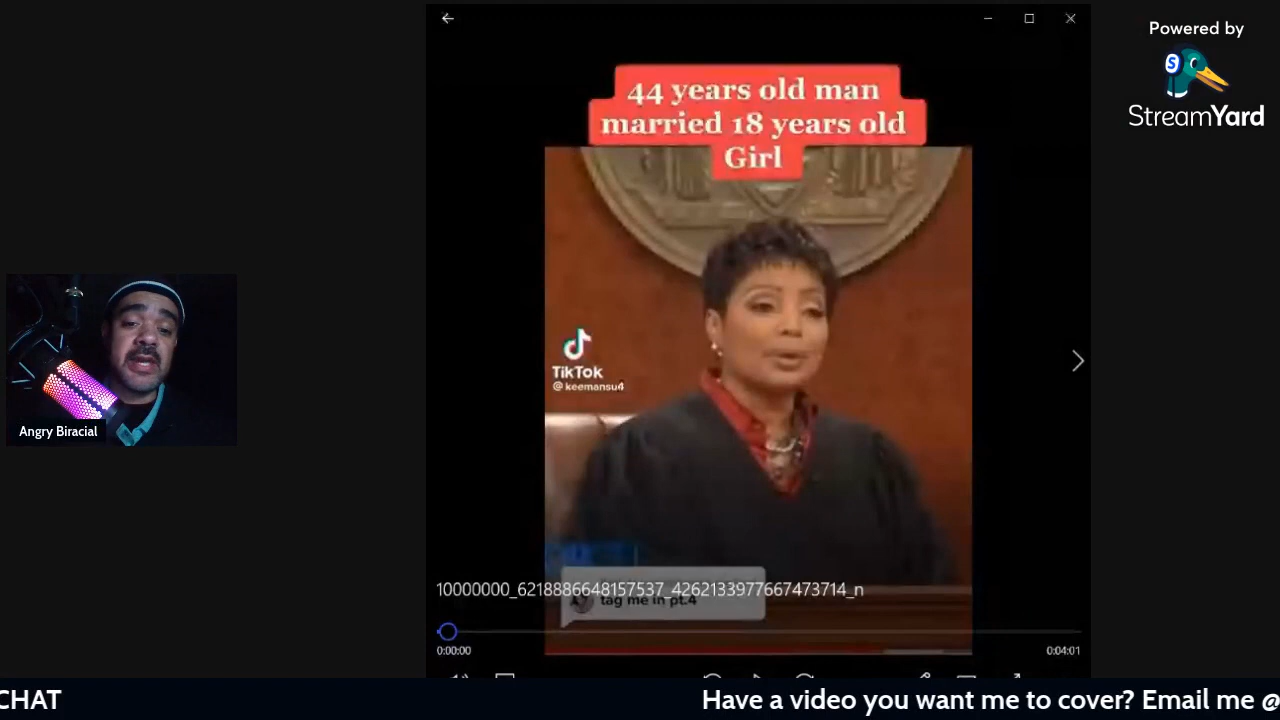 Powered by
StreamYard
44 years old man
married 18 years old
Girl
TikTok
@keemansu4
Angry Biracial
10000000_6218886648157537_4262133977667473714_n
tag me in pt.4
0:00:00
0:04:01
CHAT
Have a video you want me to cover? Email me @